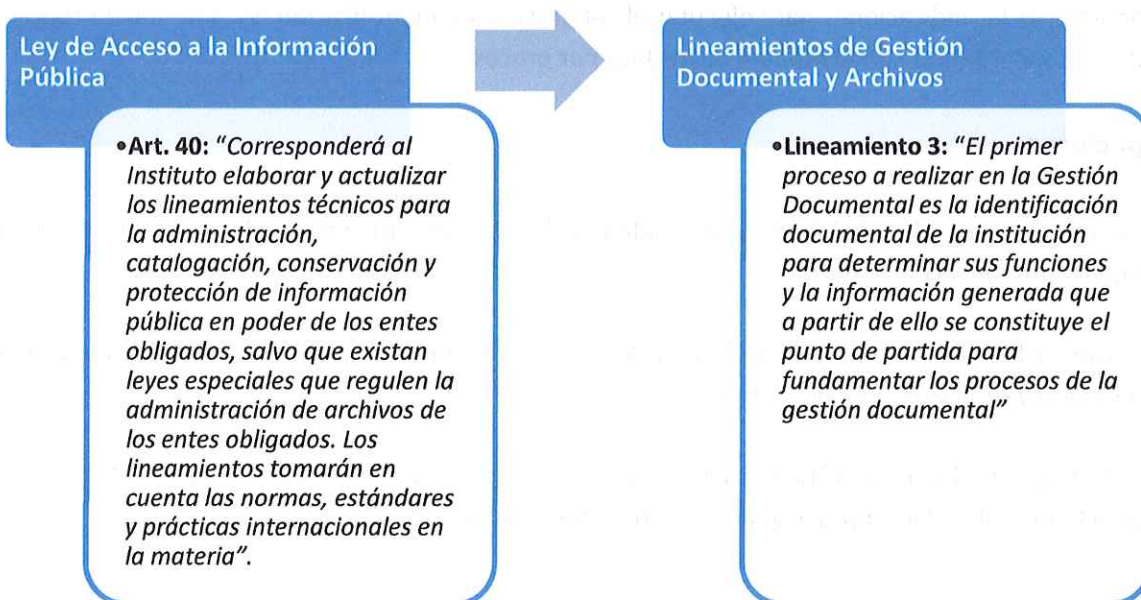 Ley de Acceso a la Información
Pública
•Art. 40: “Corresponderá al
Instituto elaborar y actualizar
los lineamientos técnicos para
la administración,
catalogación, conservación y
protección de información
pública en poder de los entes
obligados, salvo que existan
leyes especiales que regulen la
administración de archivos de
los entes obligados. Los
lineamientos tomarán en
cuenta las normas, estándares
y prácticas internacionales en
la materia”.
Lineamientos de Gestión
Documental y Archivos
•Lineamiento 3: “El primer
proceso a realizar en la Gestión
Documental es la identificación
documental de la institución
para determinar sus funciones
y la información generada que
a partir de ello se constituye el
punto de partida para
fundamentar los procesos de la
gestión documental”